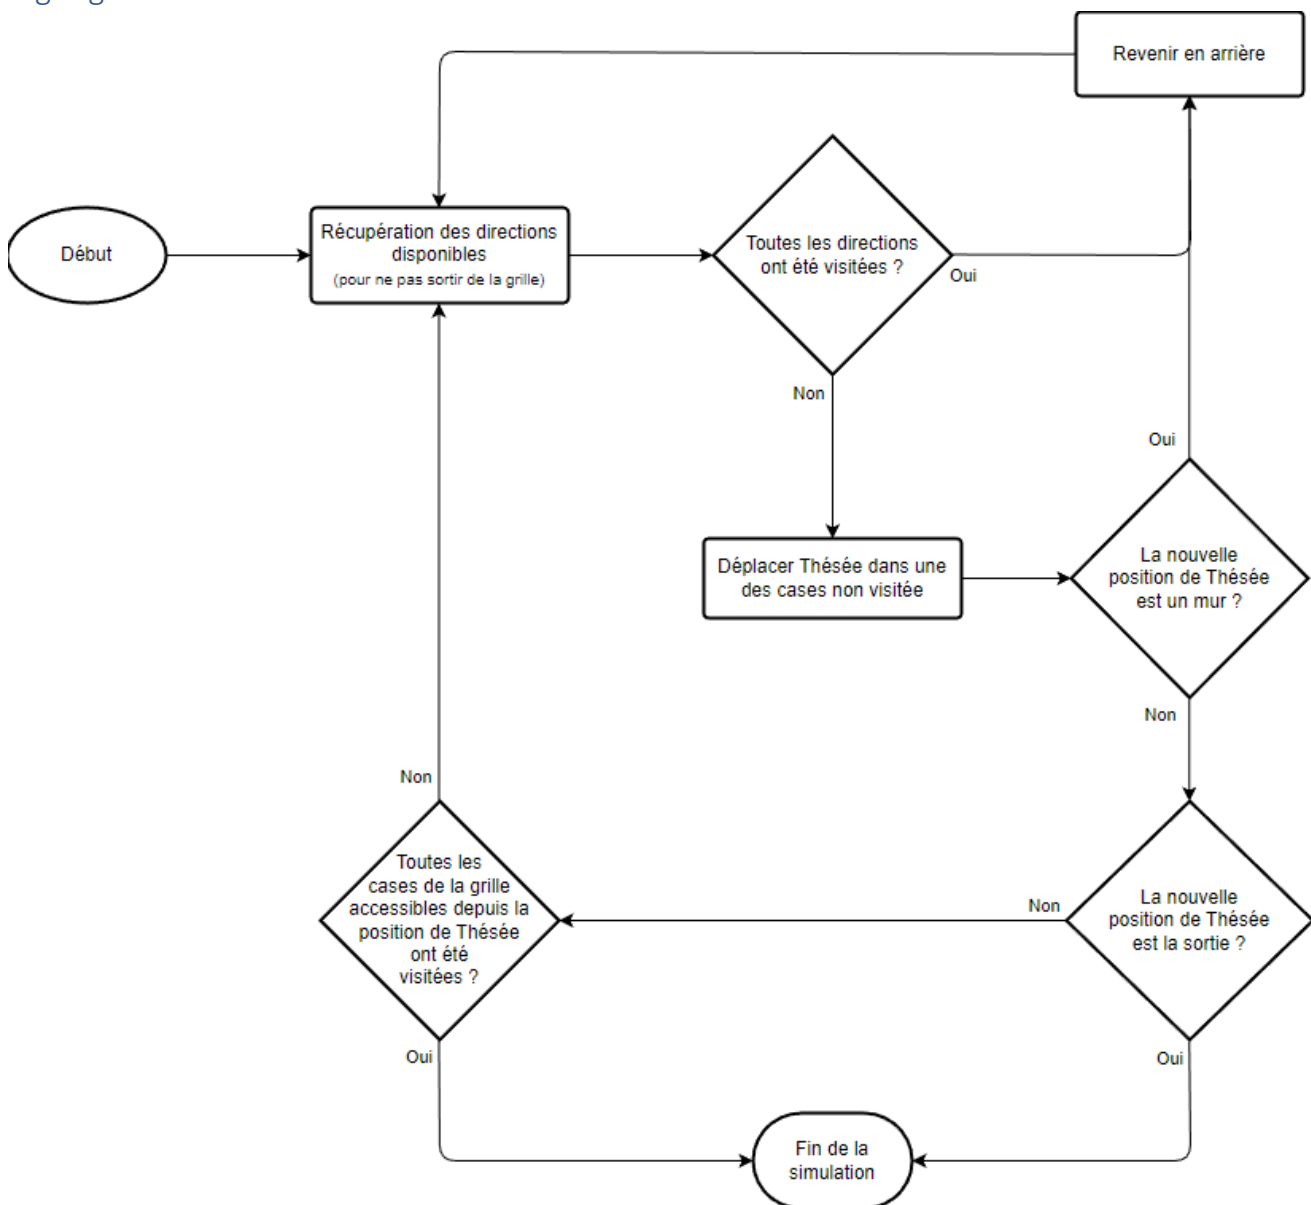 Revenir en arrière
Début
Récupération des directions
disponibles
(pour ne pas sortir de la grille)
Toutes les directions
ont été visitées ?
Oui
Non
Oui
Déplacer Thésée dans une
des cases non visitée
La nouvelle
position de Thésée
est un mur ?
Non
Non
Toutes les
cases de la grille
accessibles depuis la
position de Thésée
ont été
visitées ?
Non
La nouvelle
position de Thésée
est la sortie ?
Oui
Oui
Fin de la
simulation